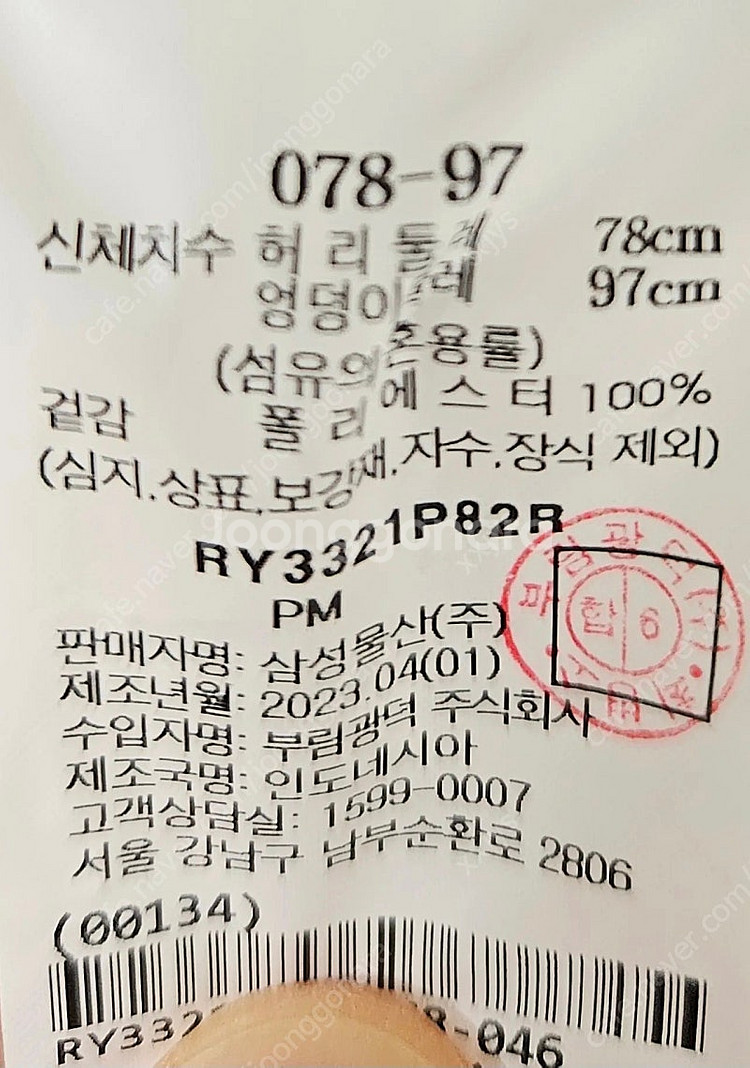 078-97
신체치수 허 리 둘 레 78cm
엉덩이둘레 97cm
(섬유의 혼용률)
겉감 폴 리 에 스 터 100%
(심지.상표.보강재.자수.장식 제외)
RY3321P82R
PM
판매자명: 삼성물산(주)
제조년월: 2023.04(01)
수입자명: 부림광덕 주식회사
제조국명: 인도네시아
고객상담실: 1599-0007
서울 강남구 남부순환로 2806
(00134)
RY332
-046
합 6
joonggonara